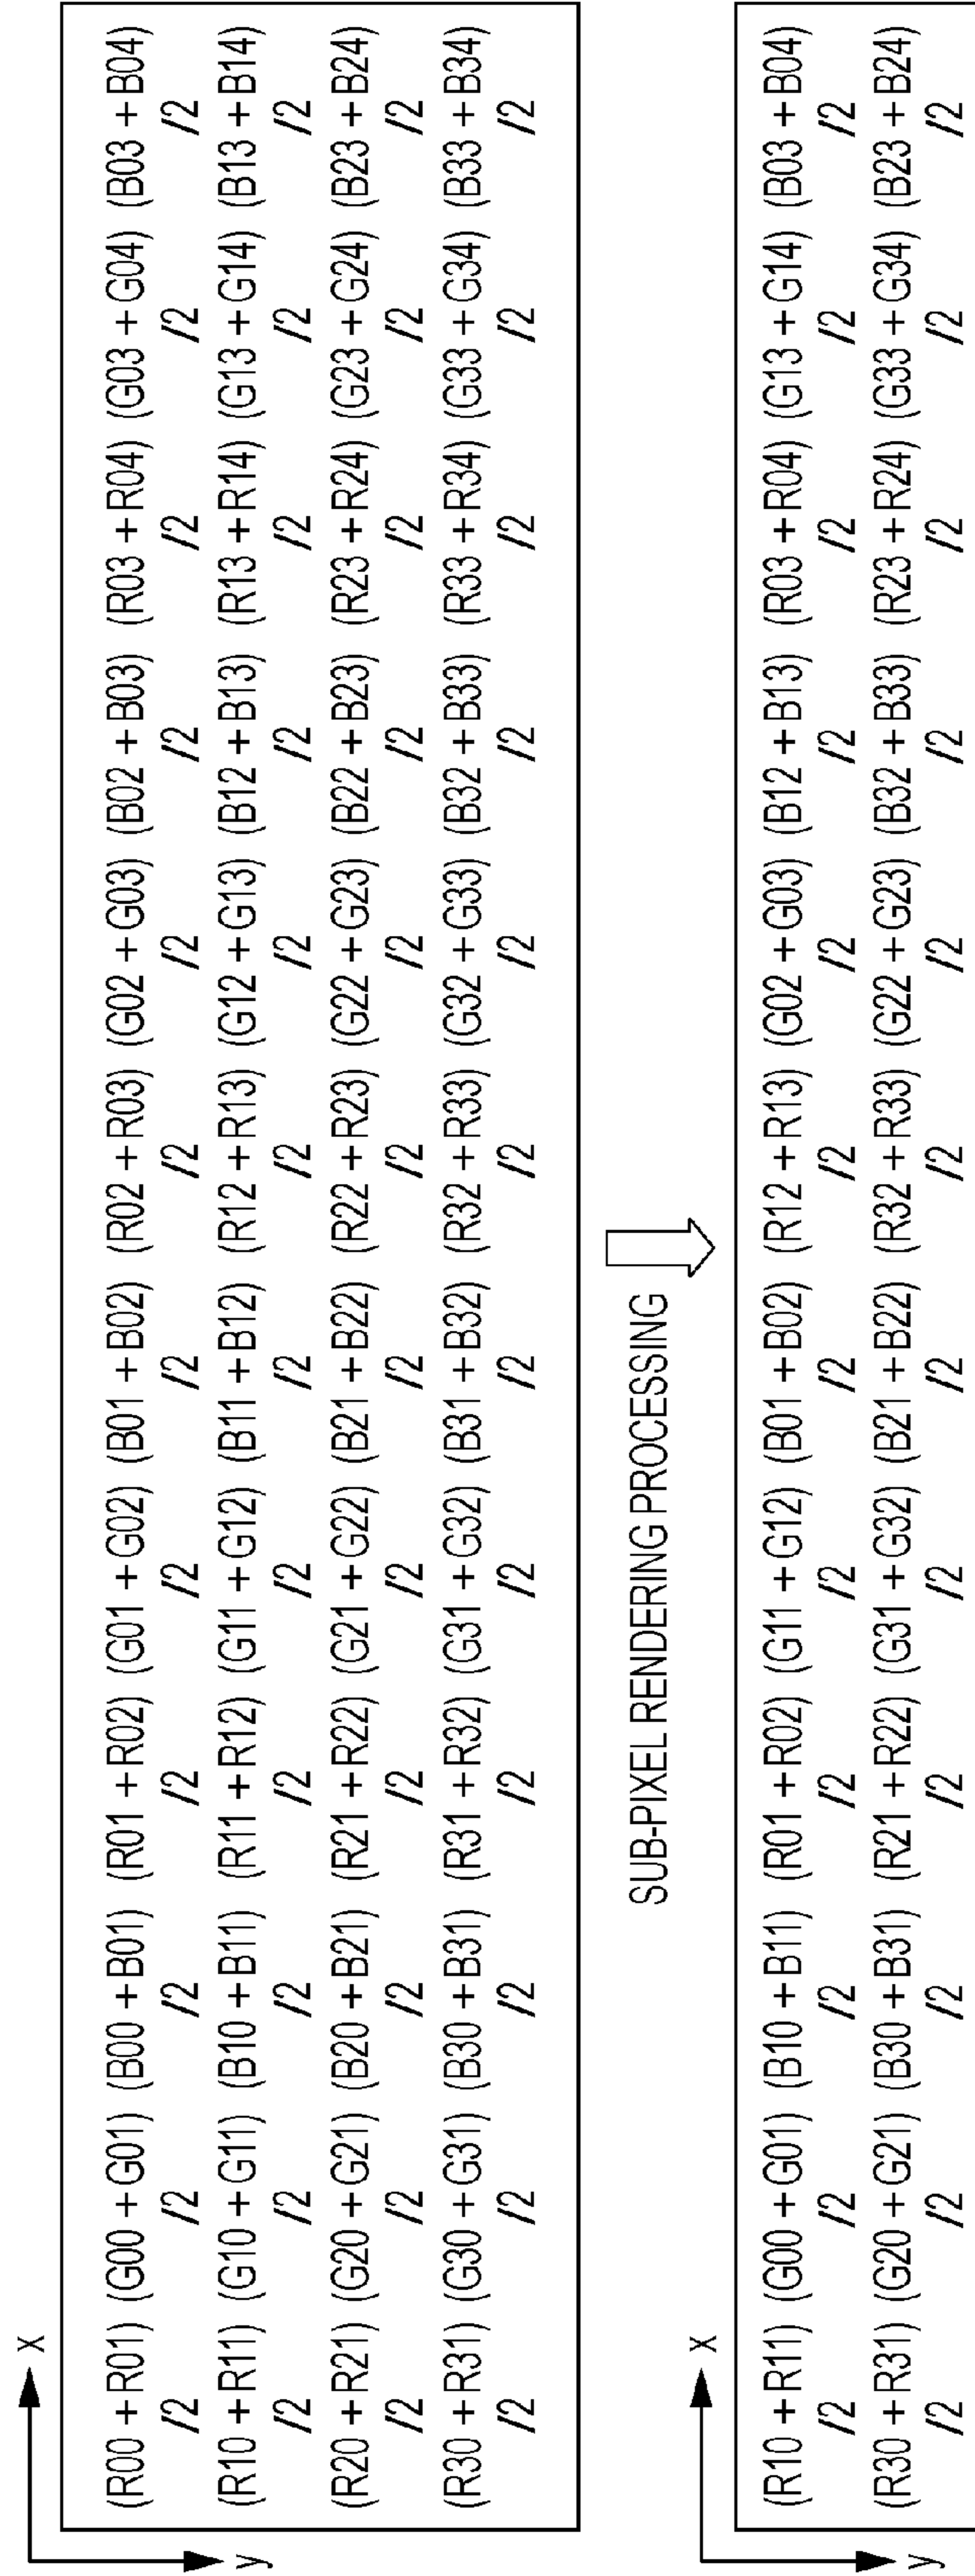 x
y
(R00 + R01) (G00 + G01) (B00 + B01) (R01 + R02) (G01 + G02) (B01 + B02) (R02 + R03) (G02 + G03) (B02 + B03) (R03 + R04) (G03 + G04) (B03 + B04)
/2 /2 /2 /2 /2 /2 /2 /2 /2 /2 /2 /2
(R10 + R11) (G10 + G11) (B10 + B11) (R11 + R12) (G11 + G12) (B11 + B12) (R12 + R13) (G12 + G13) (B12 + B13) (R13 + R14) (G13 + G14) (B13 + B14)
/2 /2 /2 /2 /2 /2 /2 /2 /2 /2 /2 /2
(R20 + R21) (G20 + G21) (B20 + B21) (R21 + R22) (G21 + G22) (B21 + B22) (R22 + R23) (G22 + G23) (B22 + B23) (R23 + R24) (G23 + G24) (B23 + B24)
/2 /2 /2 /2 /2 /2 /2 /2 /2 /2 /2 /2
(R30 + R31) (G30 + G31) (B30 + B31) (R31 + R32) (G31 + G32) (B31 + B32) (R32 + R33) (G32 + G33) (B32 + B33) (R33 + R34) (G33 + G34) (B33 + B34)
/2 /2 /2 /2 /2 /2 /2 /2 /2 /2 /2 /2
SUB-PIXEL RENDERING PROCESSING
x
y
(R10 + R11) (G00 + G01) (B10 + B11) (R01 + R02) (G11 + G12) (B01 + B02) (R12 + R13) (G02 + G03) (B12 + B13) (R03 + R04) (G13 + G14) (B03 + B04)
/2 /2 /2 /2 /2 /2 /2 /2 /2 /2 /2 /2
(R30 + R31) (G20 + G21) (B30 + B31) (R21 + R22) (G31 + G32) (B21 + B22) (R32 + R33) (G22 + G23) (B32 + B33) (R23 + R24) (G33 + G34) (B23 + B24)
/2 /2 /2 /2 /2 /2 /2 /2 /2 /2 /2 /2